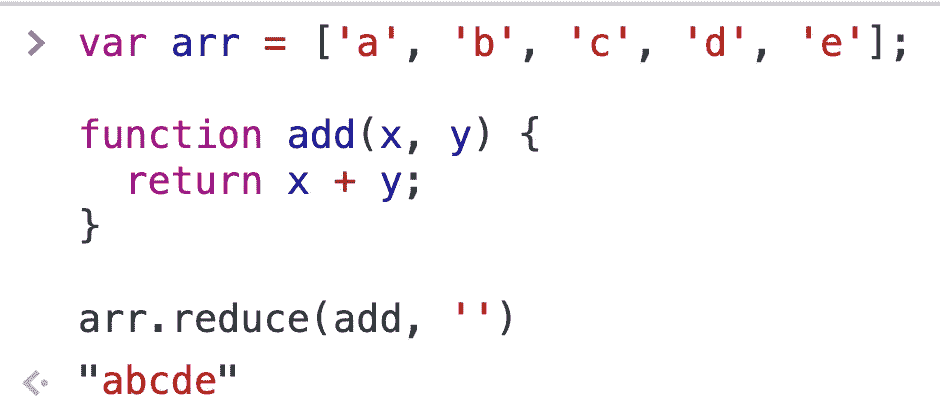 > var arr = ['a', 'b', 'c', 'd', 'e'];
function add(x, y) {
  return x + y;
}
arr.reduce(add, '')
<· "abcde"